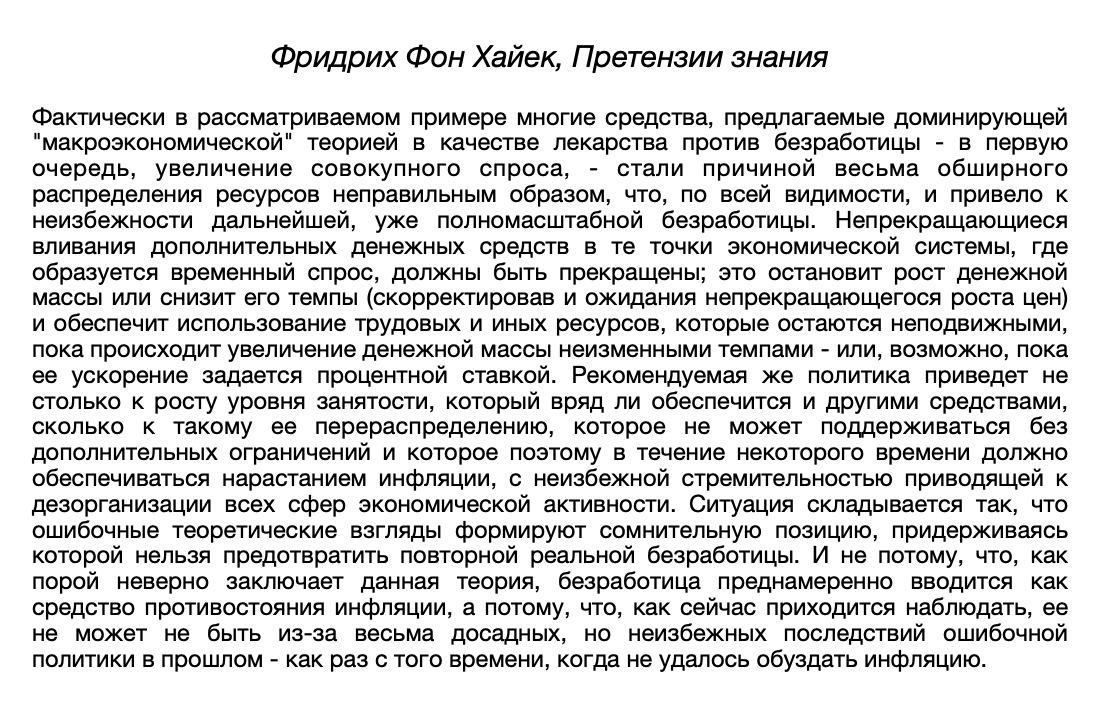 Фридрих Фон Хайек, Претензии знания
Фактически в рассматриваемом примере многие средства, предлагаемые доминирующей
"макроэкономической" теорией в качестве лекарства против безработицы - в первую
очередь, увеличение совокупного спроса, - стали причиной весьма обширного
распределения ресурсов неправильным образом, что, по всей видимости, и привело к
неизбежности дальнейшей, уже полномасштабной безработицы. Непрекращающиеся
вливания дополнительных денежных средств в те точки экономической системы, где
образуется временный спрос, должны быть прекращены; это остановит рост денежной
массы или снизит его темпы (скорректировав и ожидания непрекращающегося роста цен)
и обеспечит использование трудовых и иных ресурсов, которые остаются неподвижными,
пока происходит увеличение денежной массы неизменными темпами - или, возможно, пока
ее ускорение задается процентной ставкой. Рекомендуемая же политика приведет не
столько к росту уровня занятости, который вряд ли обеспечится и другими средствами,
сколько к такому ее перераспределению, которое не может поддерживаться без
дополнительных ограничений и которое поэтому в течение некоторого времени должно
обеспечиваться нарастанием инфляции, с неизбежной стремительностью приводящей к
дезорганизации всех сфер экономической активности. Ситуация складывается так, что
ошибочные теоретические взгляды формируют сомнительную позицию, придерживаясь
которой нельзя предотвратить повторной реальной безработицы. И не потому, что, как
порой неверно заключает данная теория, безработица преднамеренно вводится как
средство противостояния инфляции, а потому, что, как сейчас приходится наблюдать, ее
не может не быть из-за весьма досадных, но неизбежных последствий ошибочной
политики в прошлом - как раз с того времени, когда не удалось обуздать инфляцию.